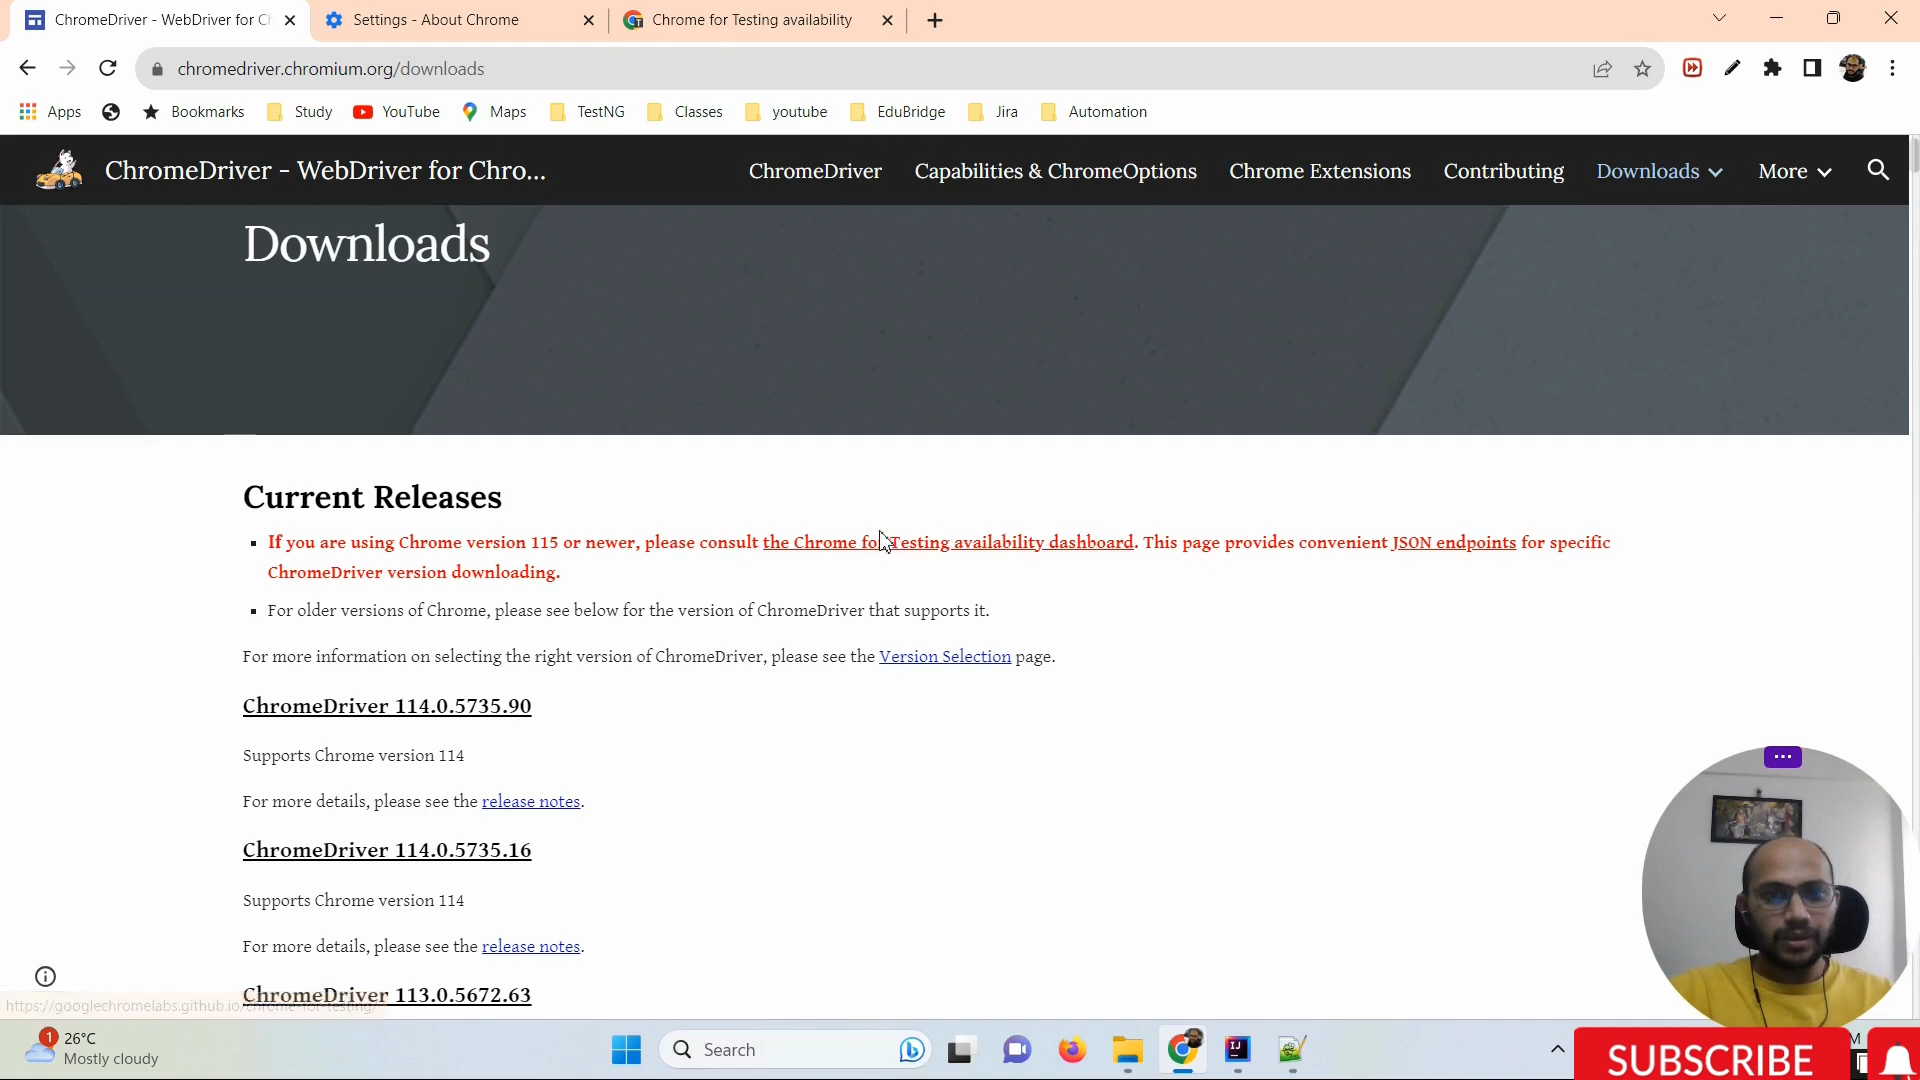 ChromeDriver - WebDriver for Ch
Settings - About Chrome
Chrome for Testing availability
chromedriver.chromium.org/downloads
Apps
Bookmarks
Study
YouTube
Maps
TestNG
Classes
youtube
EduBridge
Jira
Automation
ChromeDriver - WebDriver for Chro...
ChromeDriver
Capabilities & ChromeOptions
Chrome Extensions
Contributing
Downloads
More
Downloads
Current Releases
If you are using Chrome version 115 or newer, please consult the Chrome for Testing availability dashboard. This page provides convenient JSON endpoints for specific
ChromeDriver version downloading.
For older versions of Chrome, please see below for the version of ChromeDriver that supports it.
For more information on selecting the right version of ChromeDriver, please see the Version Selection page.
ChromeDriver 114.0.5735.90
Supports Chrome version 114
For more details, please see the release notes.
ChromeDriver 114.0.5735.16
Supports Chrome version 114
For more details, please see the release notes.
ChromeDriver 113.0.5672.63
https://googlechromelabs.github.io/chrome-for-testing/
1
26°C
Mostly cloudy
Search
IJ
M
SUBSCRIBE